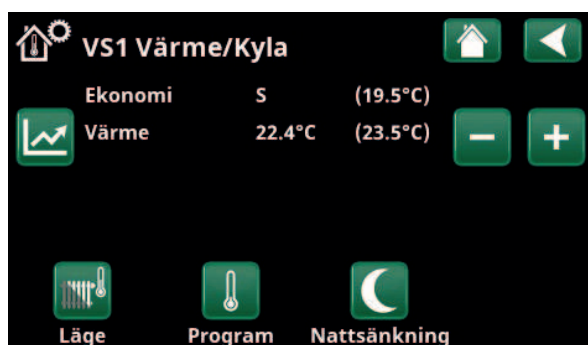 VS1 Värme/Kyla
Ekonomi S (19.5°C)
Värme 22.4°C (23.5°C)
Läge Program Nattsänkning